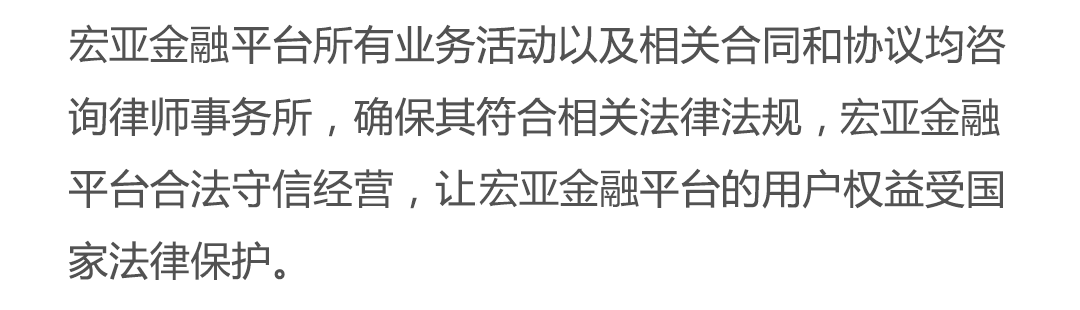 宏亚金融平台所有业务活动以及相关合同和协议均咨
询律师事务所，确保其符合相关法律法规，宏亚金融
平台合法守信经营，让宏亚金融平台的用户权益受国
家法律保护。